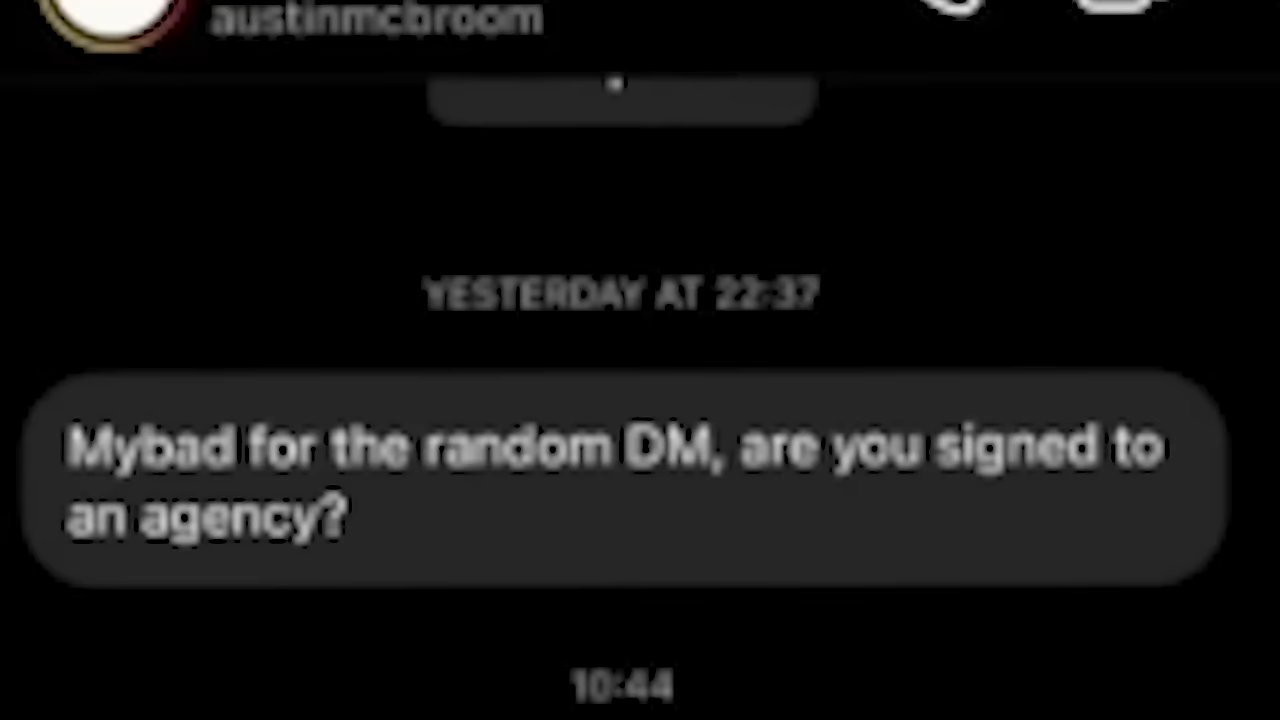 austinmcbroom
YESTERDAY AT 22:37
Mybad for the random DM, are you signed to
an agency?
10:44